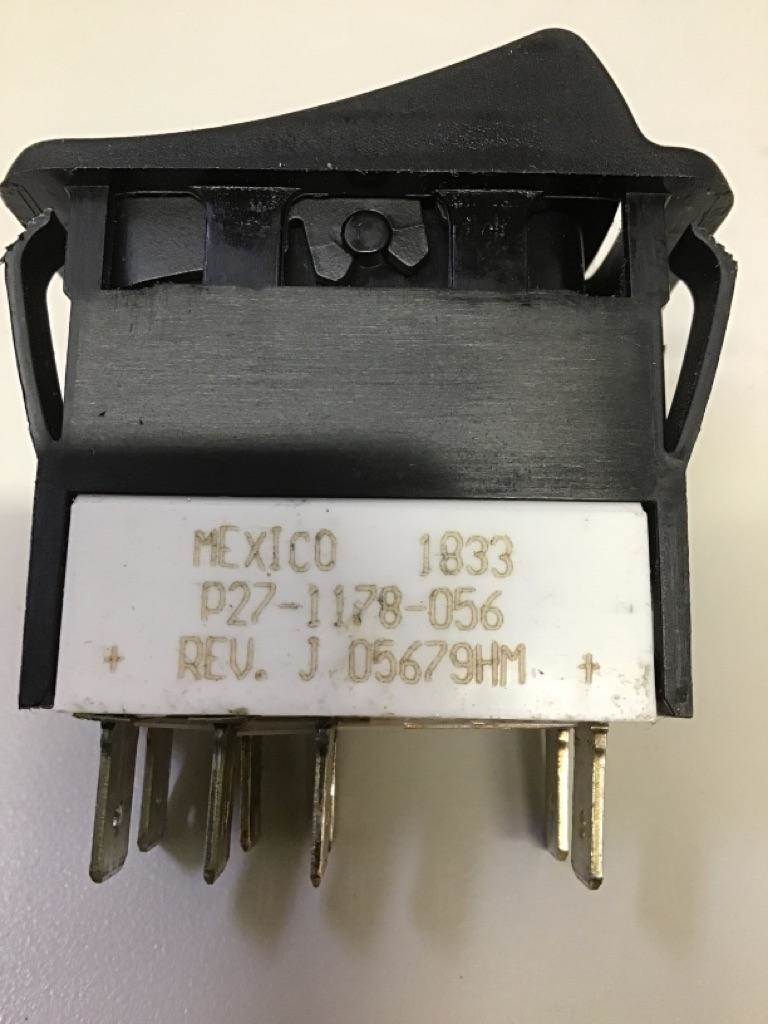 MEXICO 1833
P27-1178-056
+ REV. J 05679HM +